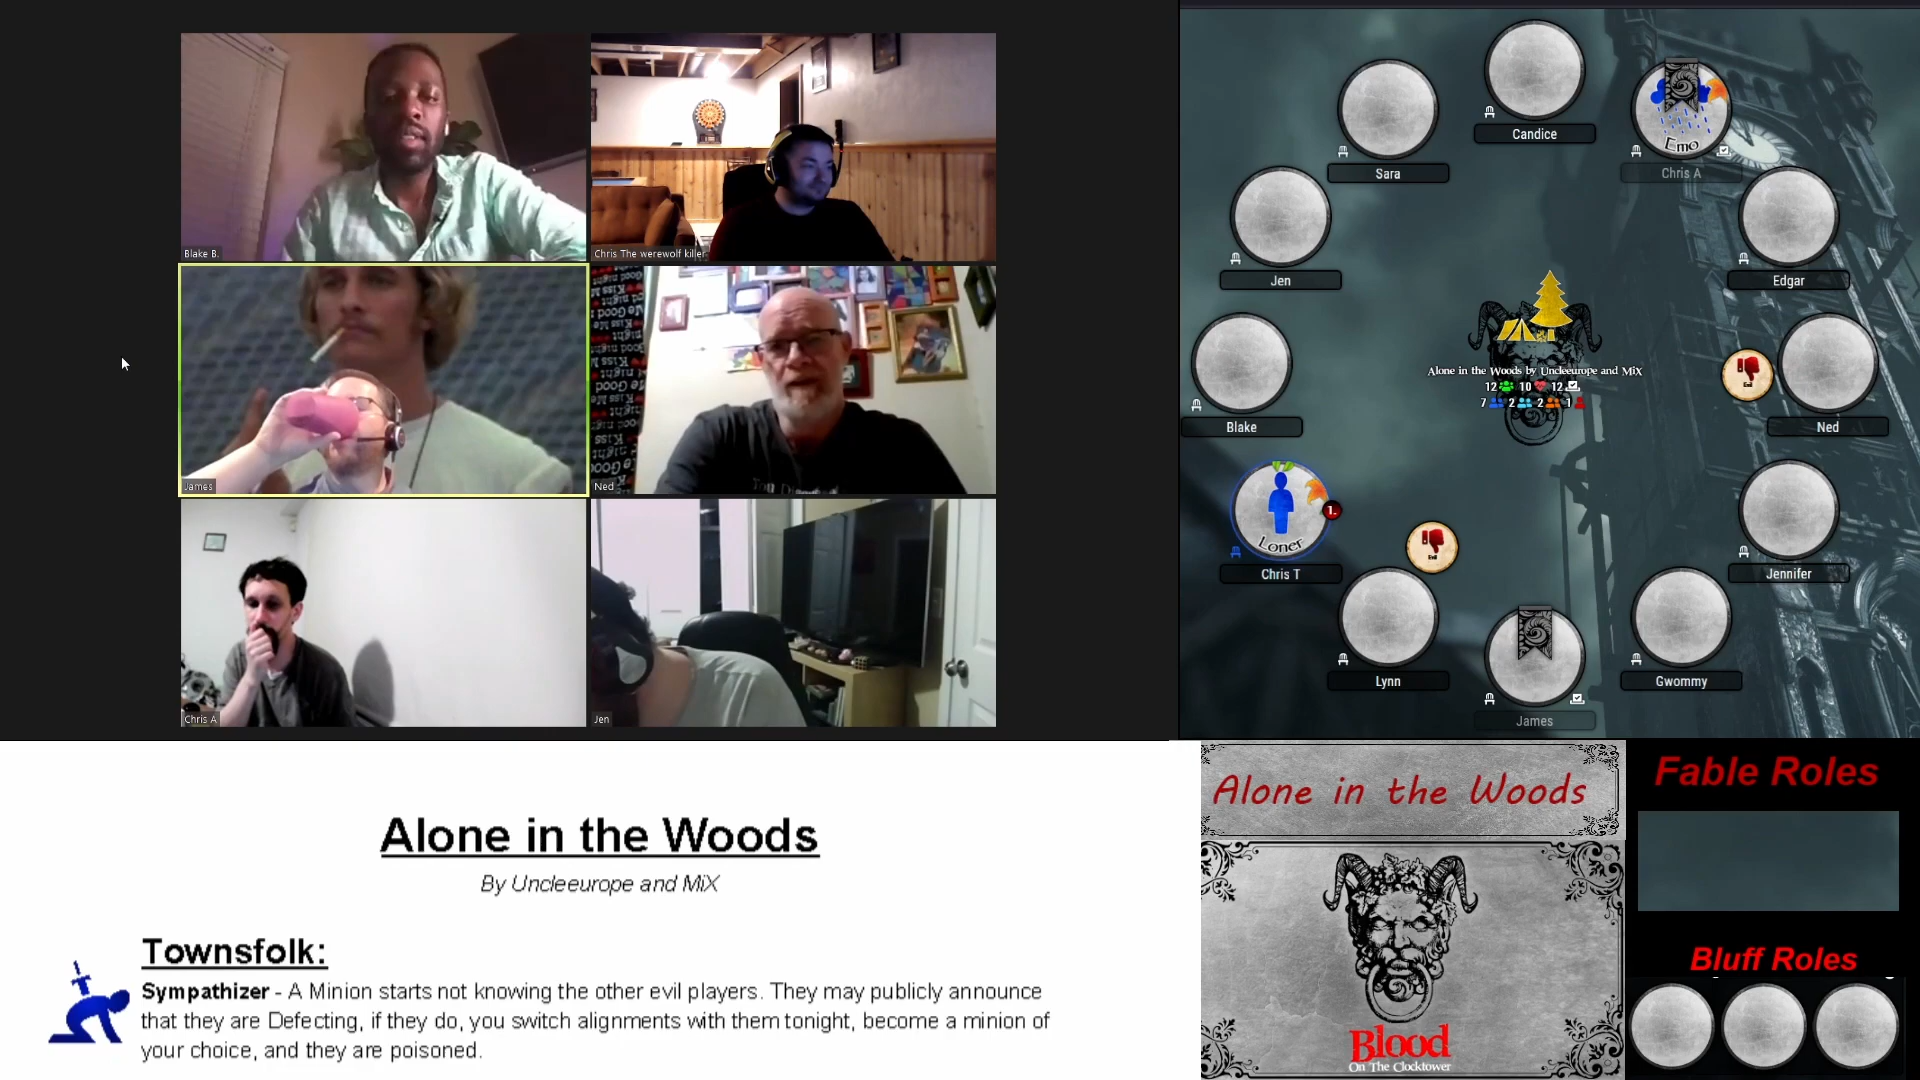 Blake B.
Chris The werewolf killer
James
Ned
Chris A
Jen
Candice
Sara
Emo
Chris A
Jen
Edgar
Alone in the Woods by Uncleeurope and MiX
12 10 12
7 2 2 1
Blake
Evil
Ned
Loner
1.
Chris T
Evil
Jennifer
Lynn
Gwommy
James
Alone in the Woods
By Uncleeurope and MiX
Townsfolk:
Sympathizer - A Minion starts not knowing the other evil players. They may publicly announce
that they are Defecting, if they do, you switch alignments with them tonight, become a minion of
your choice, and they are poisoned.
Alone in the Woods
Blood
On The Clocktower
Fable Roles
Bluff Roles